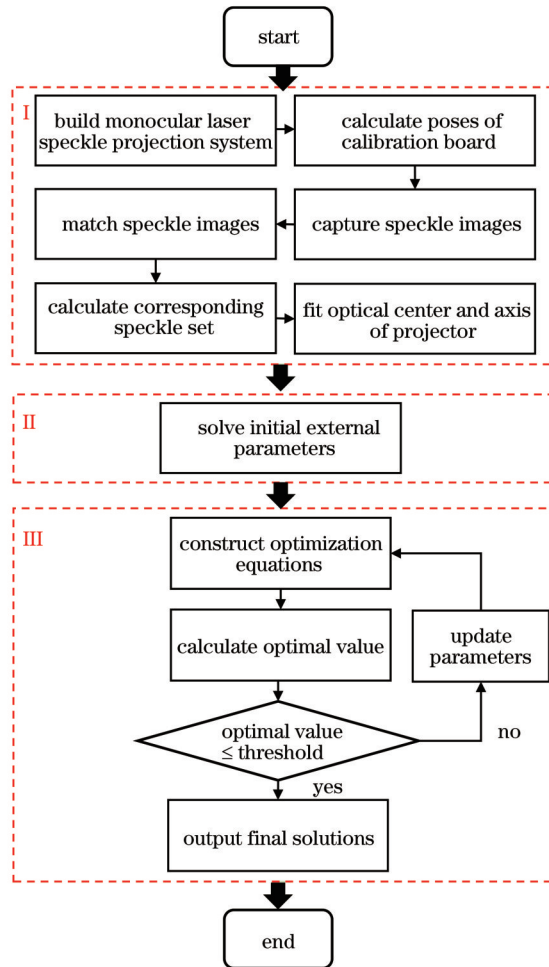 start
I
build monocular laser
speckle projection system
calculate poses of
calibration board
match speckle images
capture speckle images
calculate corresponding
speckle set
fit optical center and axis
of projector
II
solve initial external
parameters
III
construct optimization
equations
calculate optimal value
update
parameters
optimal value
≤ threshold
no
yes
output final solutions
end